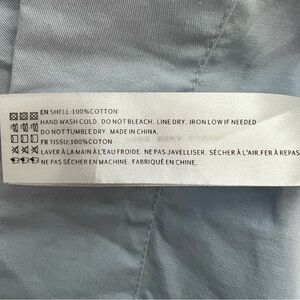 EN SHELL:100%COTTON
HAND WASH COLD. DO NOT BLEACH. LINE DRY. IRON LOW IF NEEDED
DO NOT TUMBLE DRY. MADE IN CHINA.
FR TISSU:100%COTON
LAVER À LA MAIN À L'EAU FROIDE. NE PAS JAVELLISER. SÉCHER À L'AIR.FER À REPAS
NE PAS SÉCHER EN MACHINE. FABRIQUÉ EN CHINE.